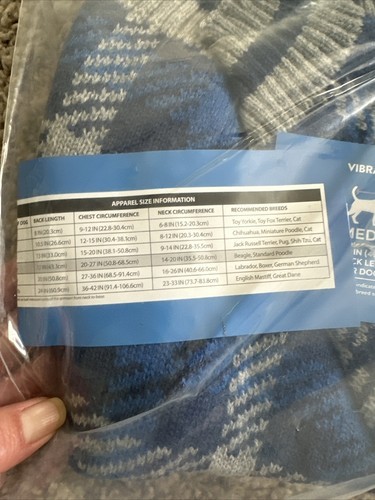 VIBRA
APPAREL SIZE INFORMATION
BACK LENGTH CHEST CIRCUMFERENCE NECK CIRCUMFERENCE RECOMMENDED BREEDS
8 IN (20.3cm) 9-12 IN (22.8-30.4cm) 6-8 IN (15.2-20.3cm) Toy Yorkie, Toy Fox Terrier, Cat
12-15 IN (30.4-38.1cm) 8-12 IN (20.3-30.4cm) Chihuahua, Miniature Poodle, Cat
15-20 IN (38.1-50.8cm) 9-14 IN (22.8-35.5cm) Jack Russell Terrier, Pug, Shih Tzu, Cat
20-27 IN (50.8-68.5cm) 14-20 IN (35.5-50.8cm) Beagle, Standard Poodle
27-36 IN (68.5-91.4cm) 16-26 IN (40.6-66.0cm) Labrador, Boxer, German Shepherd
36-42 IN (91.4-106.6cm) 23-33 IN (73.7-83.8cm) English Mastiff, Great Dane
MED
IN (
K LE
R DO